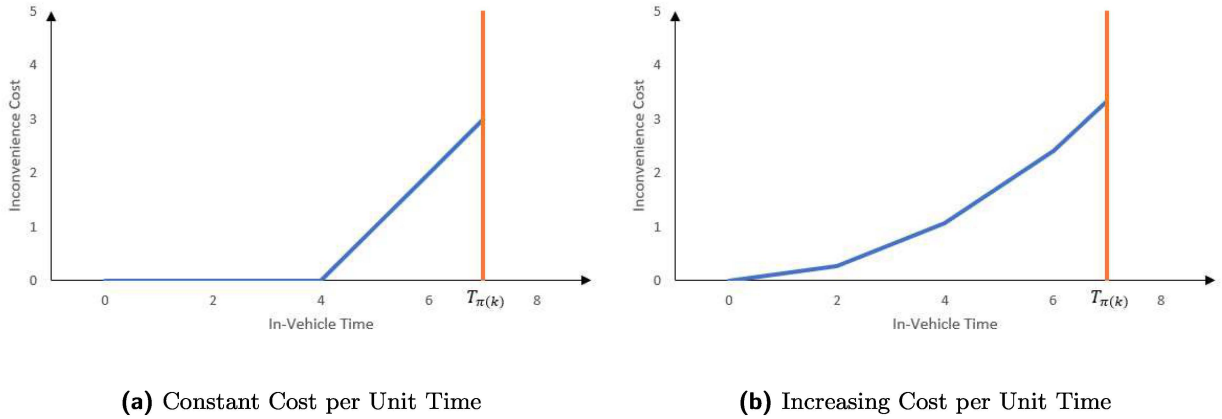 5
4
3
2
1
0
Inconvenience Cost
0 2 4 6 T_{π(k)} 8
In-Vehicle Time
(a) Constant Cost per Unit Time
5
4
3
2
1
0
Inconvenience Cost
0 2 4 6 T_{π(k)} 8
In-Vehicle Time
(b) Increasing Cost per Unit Time